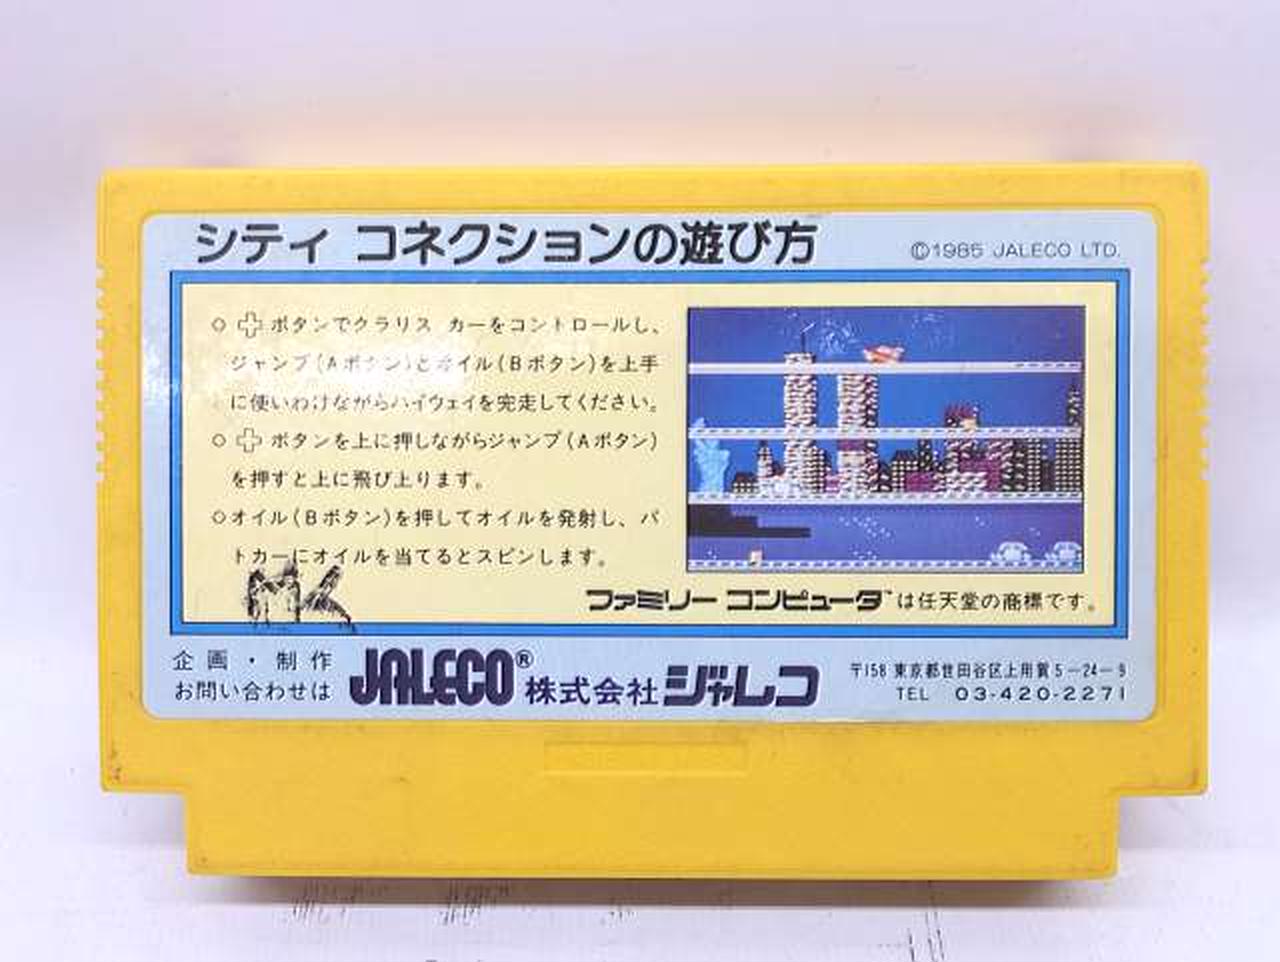 シティ コネクションの遊び方
©1985 JALECO LTD.
○ ボタンでクラリス カーをコントロールし、
ジャンプ(Aボタン)とオイル(Bボタン)を上手
に使いわけながらハイウェイを完走してください。
○ ボタンを上に押しながらジャンプ(Aボタン)
を押すと上に飛び上ります。
○オイル(Bボタン)を押してオイルを発射し、パ
トカーにオイルを当てるとスピンします。
MK
ファミリー コンピュータ™は任天堂の商標です。
企画・制作
お問い合わせは
JALECO® 株式会社ジャレコ
〒158 東京都世田谷区上用賀5-24-9
TEL 03-420-2271